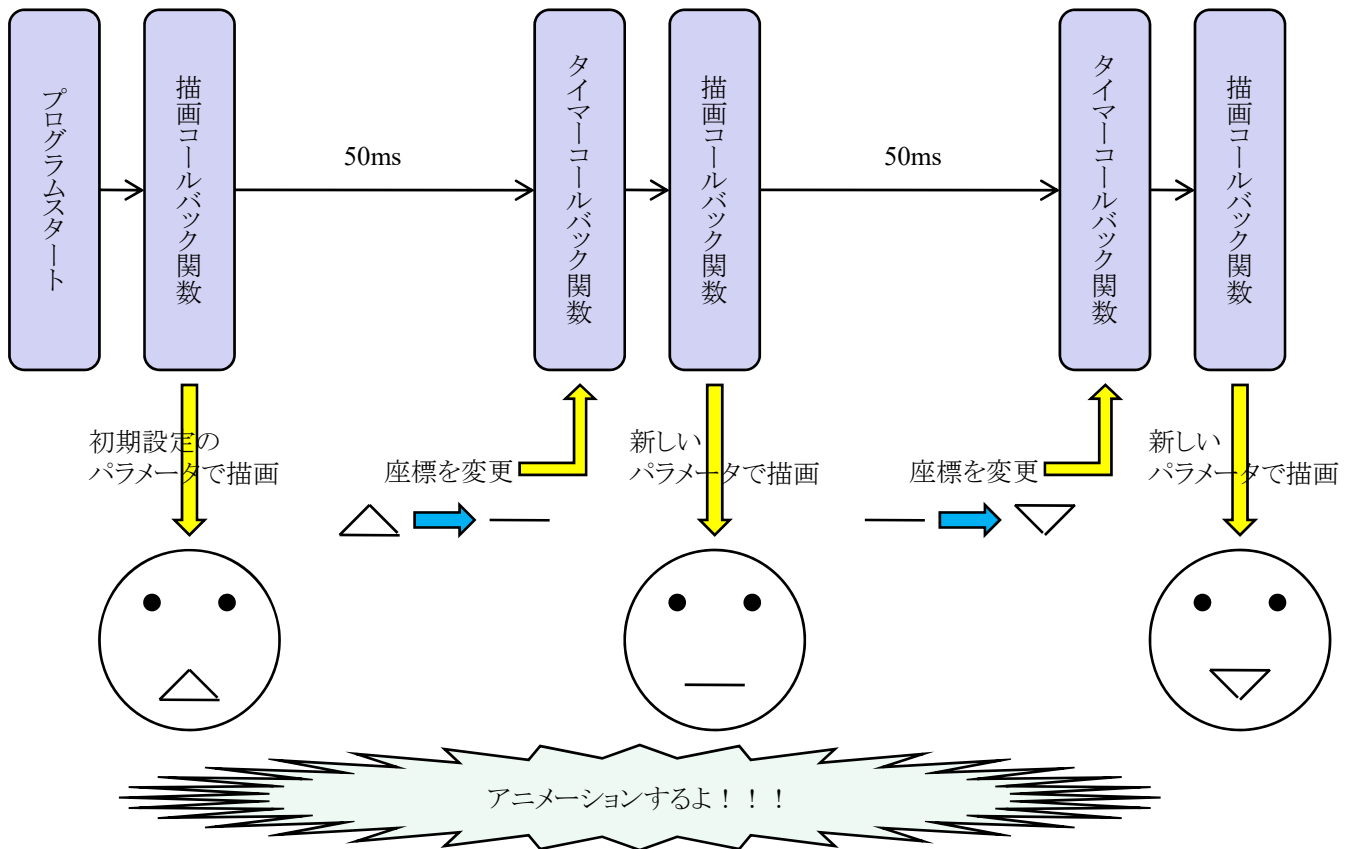 プログラムスタート
描画コールバック関数
50ms
タイマーコールバック関数
描画コールバック関数
50ms
タイマーコールバック関数
描画コールバック関数
初期設定の
パラメータで描画
座標を変更
新しい
パラメータで描画
座標を変更
新しい
パラメータで描画
アニメーションするよ！！！